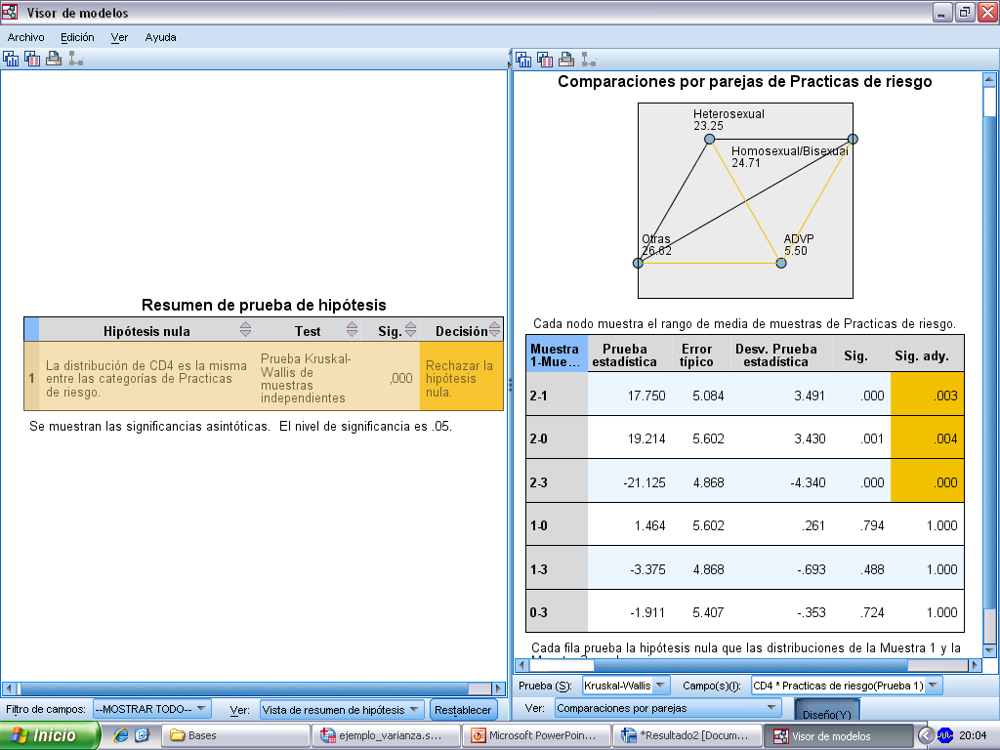 Visor de modelos
Archivo Edición Ver Ayuda
Resumen de prueba de hipótesis
Hipótesis nula Test Sig. Decisión
1 La distribución de CD4 es la misma entre las categorías de Practicas de riesgo. Prueba Kruskal-Wallis de muestras independientes ,000 Rechazar la hipótesis nula.
Se muestran las significancias asintóticas. El nivel de significancia es .05.
Filtro de campos: --MOSTRAR TODO-- Ver: Vista de resumen de hipótesis Restablecer
Comparaciones por parejas de Practicas de riesgo
Heterosexual
23.25
Homosexual/Bisexual
24.71
Otras
26.62
ADVP
5.50
Cada nodo muestra el rango de media de muestras de Practicas de riesgo.
Muestra 1-Mue... Prueba estadística Error típico Desv. Prueba estadística Sig. Sig. ady.
2-1 17.750 5.084 3.491 .000 .003
2-0 19.214 5.602 3.430 .001 .004
2-3 -21.125 4.868 -4.340 .000 .000
1-0 1.464 5.602 .261 .794 1.000
1-3 -3.375 4.868 -.693 .488 1.000
0-3 -1.911 5.407 -.353 .724 1.000
Cada fila prueba la hipótesis nula que las distribuciones de la Muestra 1 y la
Prueba (S): Kruskal-Wallis Campo(s)(I): CD4 * Practicas de riesgo(Prueba 1)
Ver: Comparaciones por parejas Diseño(Y)
Inicio Bases ejemplo_varianza.s... Microsoft PowerPoin... *Resultado2 [Docum... Visor de modelos 20:04